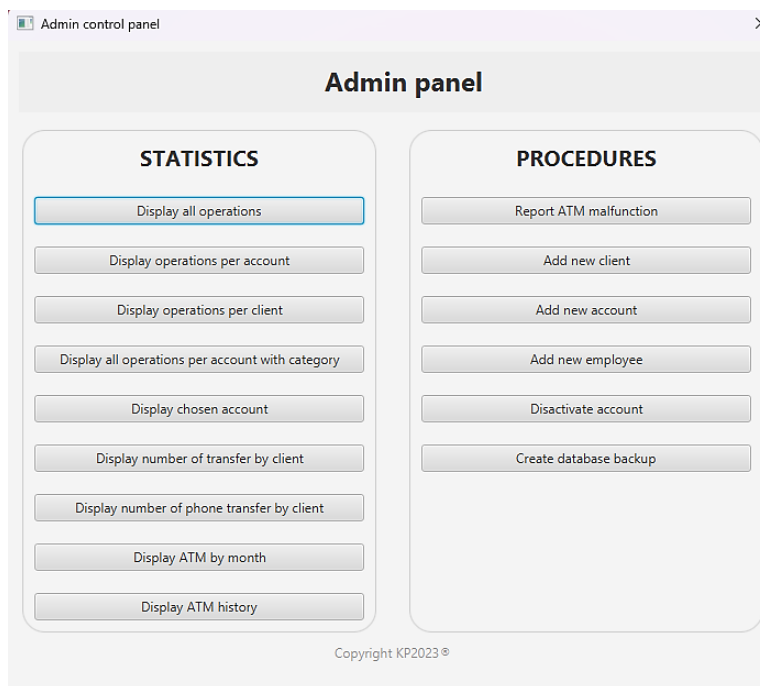 Admin control panel
Admin panel
STATISTICS
Display all operations
Display operations per account
Display operations per client
Display all operations per account with category
Display chosen account
Display number of transfer by client
Display number of phone transfer by client
Display ATM by month
Display ATM history
PROCEDURES
Report ATM malfunction
Add new client
Add new account
Add new employee
Disactivate account
Create database backup
Copyright KP2023®